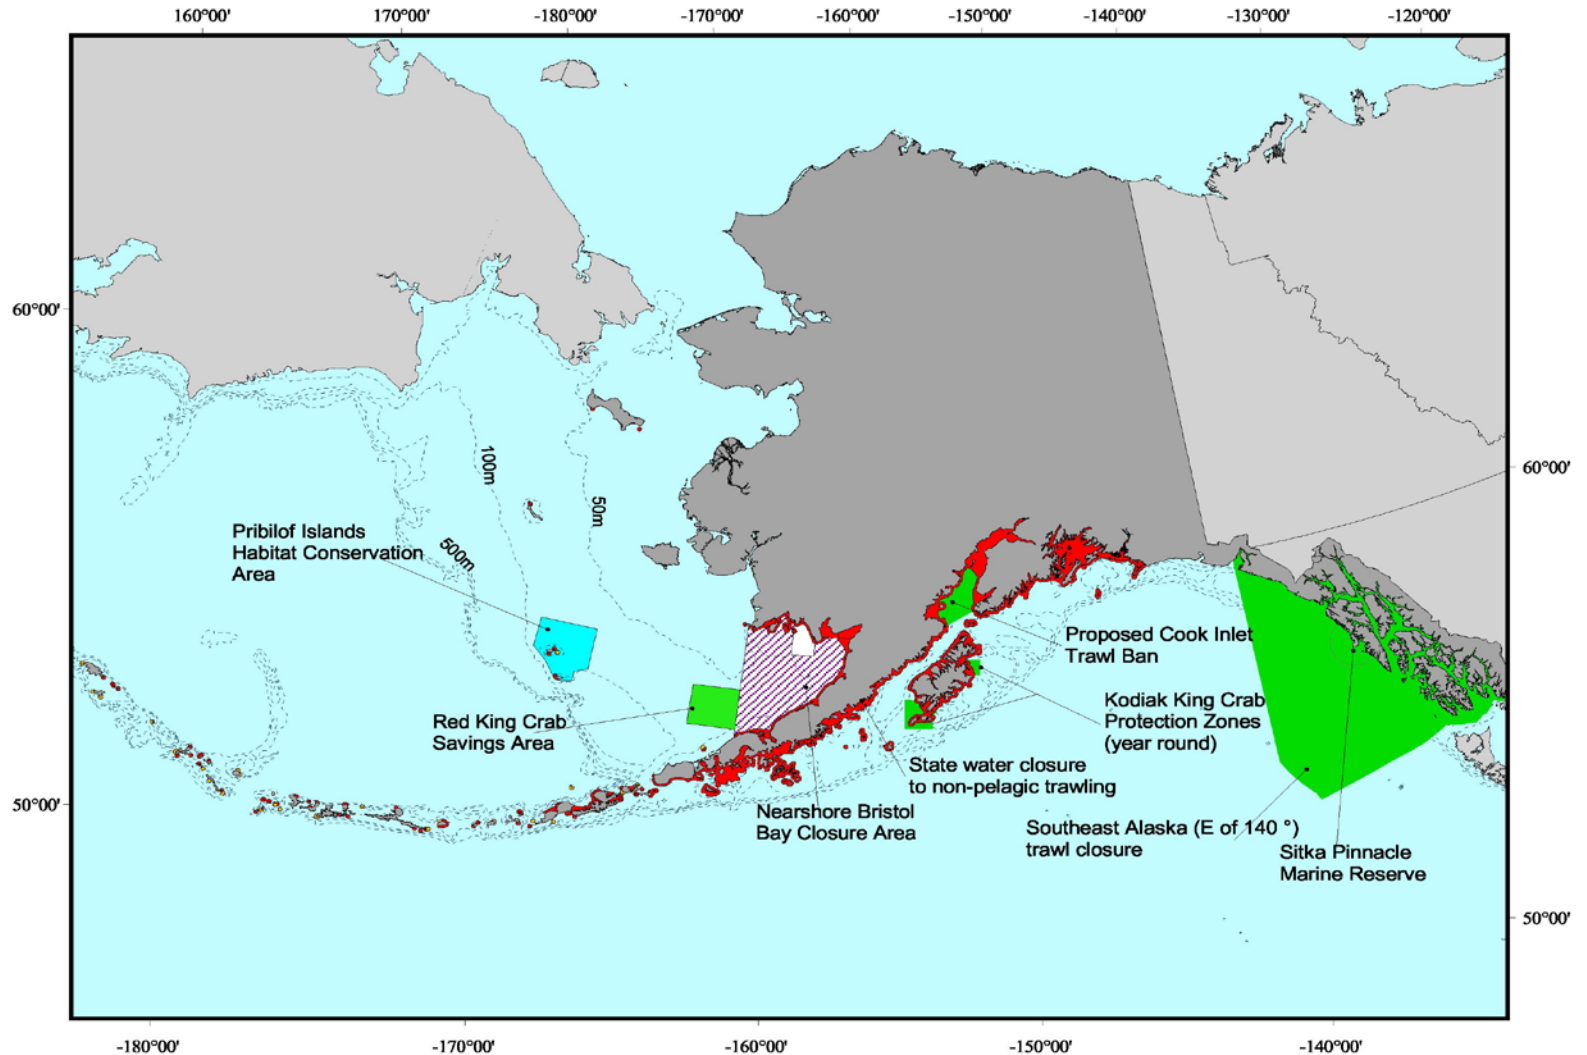 160°00' 170°00' -180°00' -170°00' -160°00' -150°00' -140°00' -130°00' -120°00'
60°00'
60°00'
100m
50m
500m
Pribilof Islands
Habitat Conservation
Area
Proposed Cook Inlet
Trawl Ban
Kodiak King Crab
Protection Zones
(year round)
Red King Crab
Savings Area
State water closure
to non-pelagic trawling
Nearshore Bristol
Bay Closure Area
Southeast Alaska (E of 140 °)
trawl closure
Sitka Pinnacle
Marine Reserve
50°00'
50°00'
-180°00' -170°00' -160°00' -150°00' -140°00'